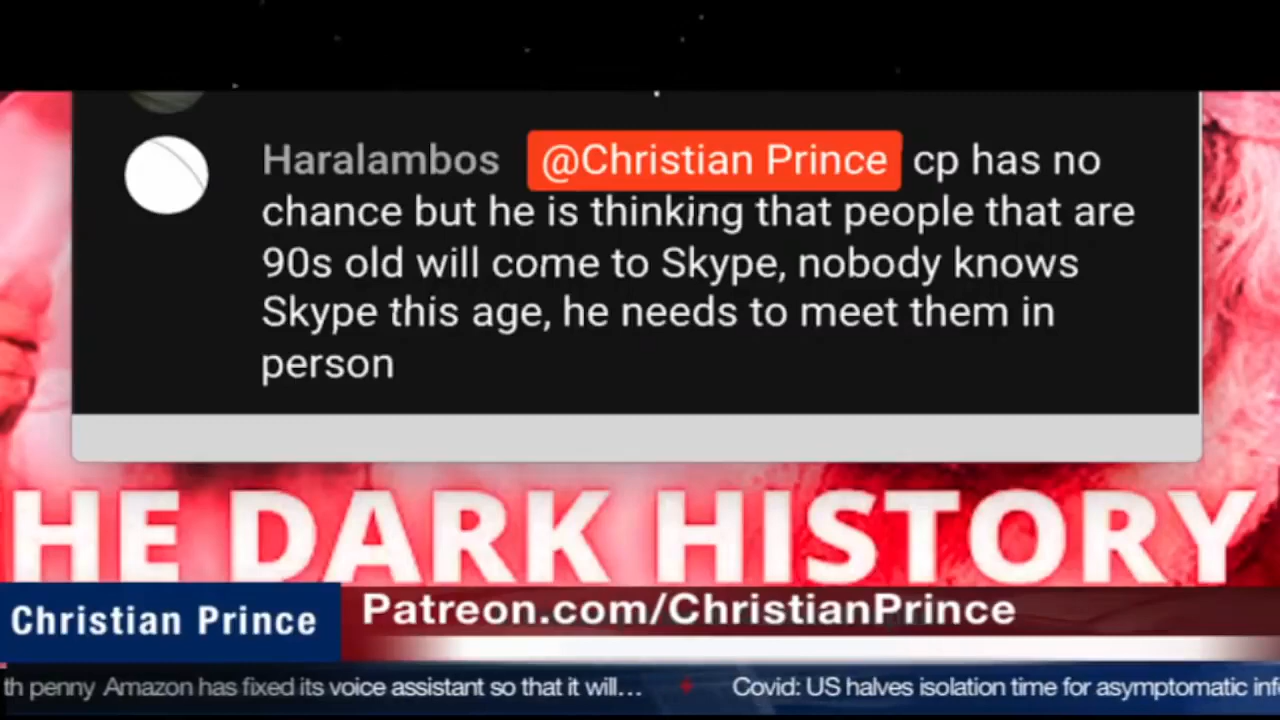 Haralambos @Christian Prince cp has no
chance but he is thinking that people that are
90s old will come to Skype, nobody knows
Skype this age, he needs to meet them in
person
HE DARK HISTORY
Christian Prince
Patreon.com/ChristianPrince
th penny Amazon has fixed its voice assistant so that it will… Covid: US halves isolation time for asymptomatic inf